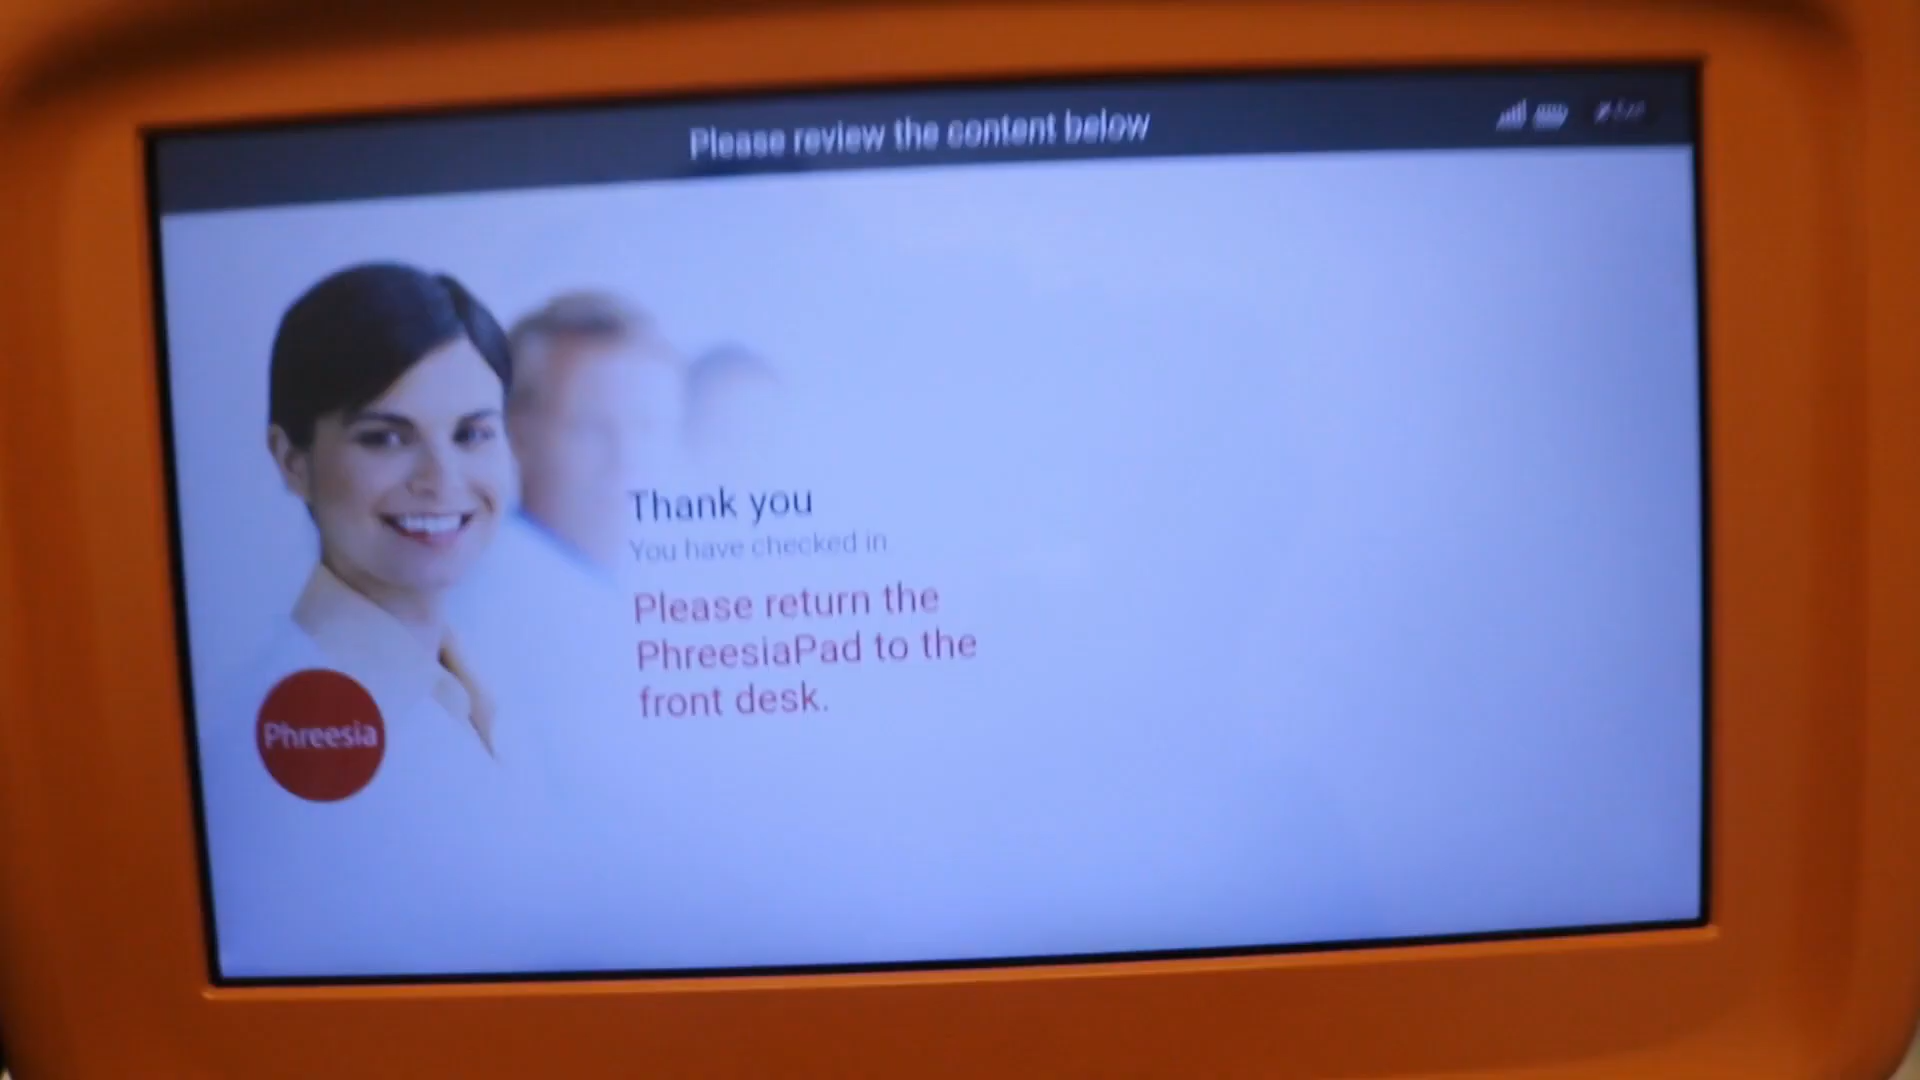 Please review the content below
Thank you
You have checked in
Please return the
PhreesiaPad to the
front desk.
Phreesia